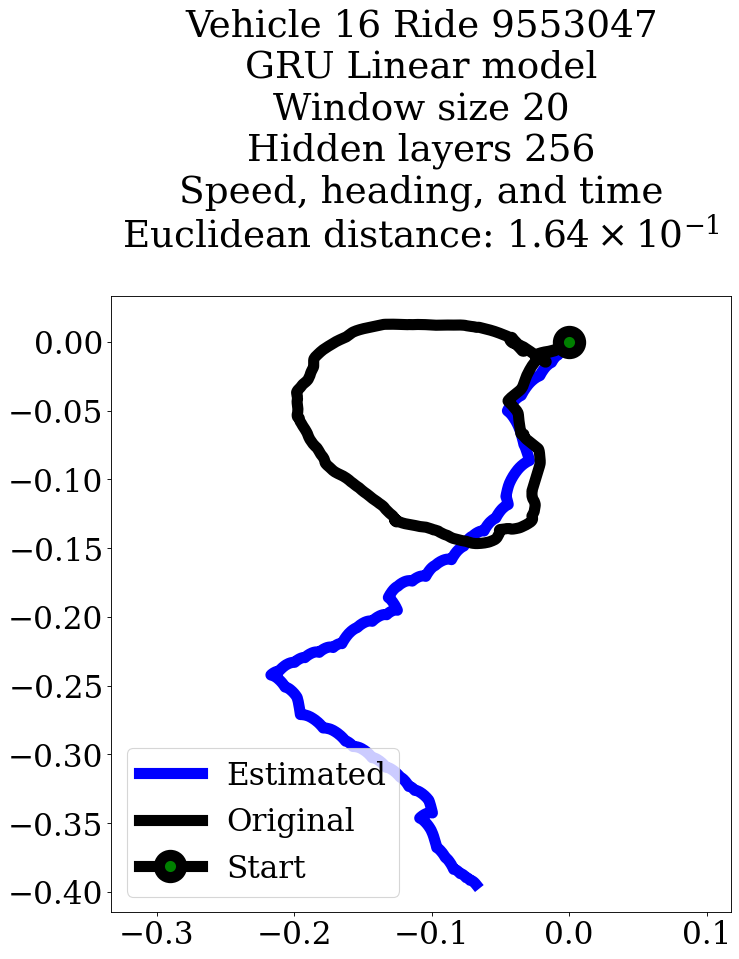 Vehicle 16 Ride 9553047
GRU Linear model
Window size 20
Hidden layers 256
Speed, heading, and time
Euclidean distance: 1.64 × 10⁻¹
0.00
−0.05
−0.10
−0.15
−0.20
−0.25
−0.30
−0.35
−0.40
Estimated
Original
Start
−0.3 −0.2 −0.1 0.0 0.1